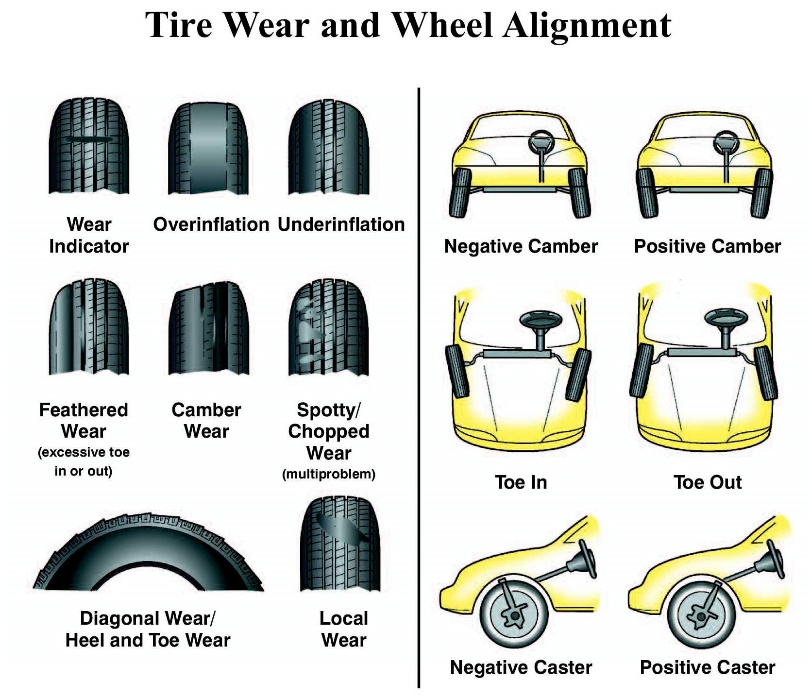 Tire Wear and Wheel Alignment
Wear
Indicator
Overinflation
Underinflation
Feathered
Wear
(excessive toe
in or out)
Camber
Wear
Spotty/
Chopped
Wear
(multiproblem)
Diagonal Wear/
Heel and Toe Wear
Local
Wear
Negative Camber
Positive Camber
Toe In
Toe Out
Negative Caster
Positive Caster